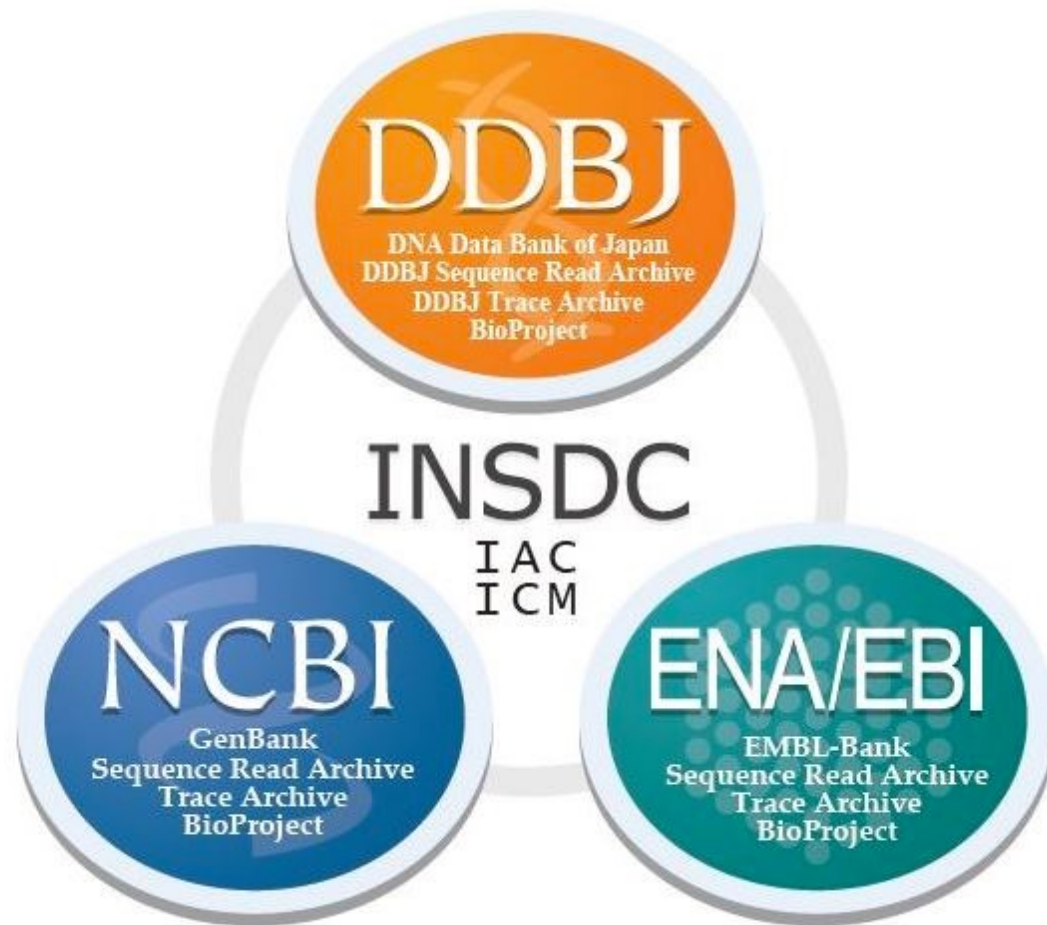 DDBJ
DNA Data Bank of Japan
DDBJ Sequence Read Archive
DDBJ Trace Archive
BioProject
INSDC
IAC
ICM
NCBI
GenBank
Sequence Read Archive
Trace Archive
BioProject
ENA/EBI
EMBL-Bank
Sequence Read Archive
Trace Archive
BioProject